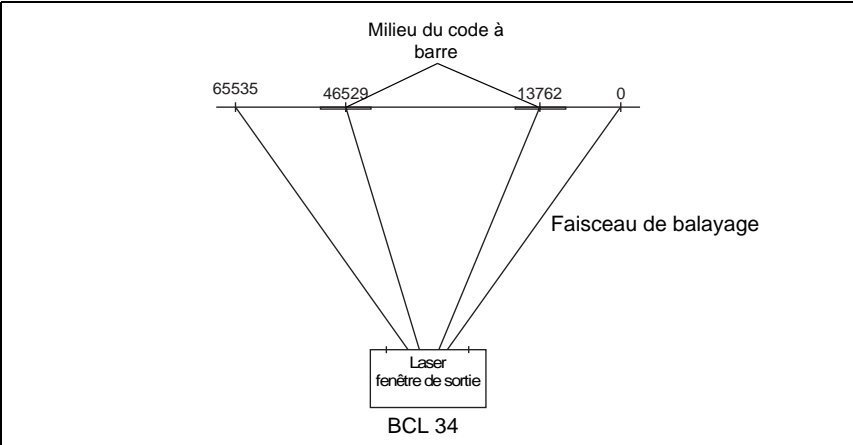 Milieu du code à
barre
65535 46529 13762 0
Faisceau de balayage
Laser
fenêtre de sortie
BCL 34